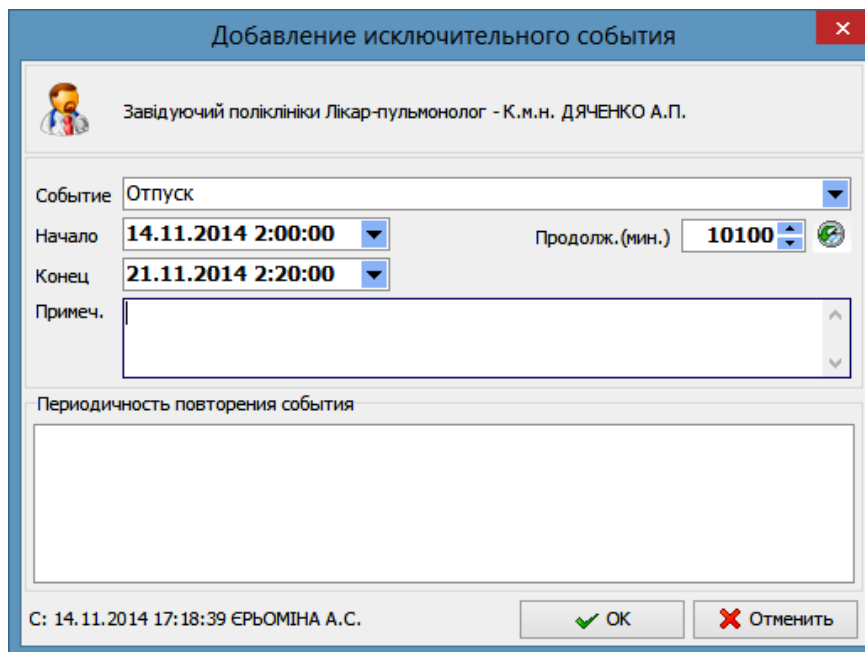 Добавление исключительного события
Завідуючий поліклініки Лікар-пульмонолог - К.м.н. ДЯЧЕНКО А.П.
Событие Отпуск
Начало 14.11.2014 2:00:00 Продолж.(мин.) 10100
Конец 21.11.2014 2:20:00
Примеч.
Периодичность повторения события
С: 14.11.2014 17:18:39 ЄРЬОМІНА А.С. OK Отменить